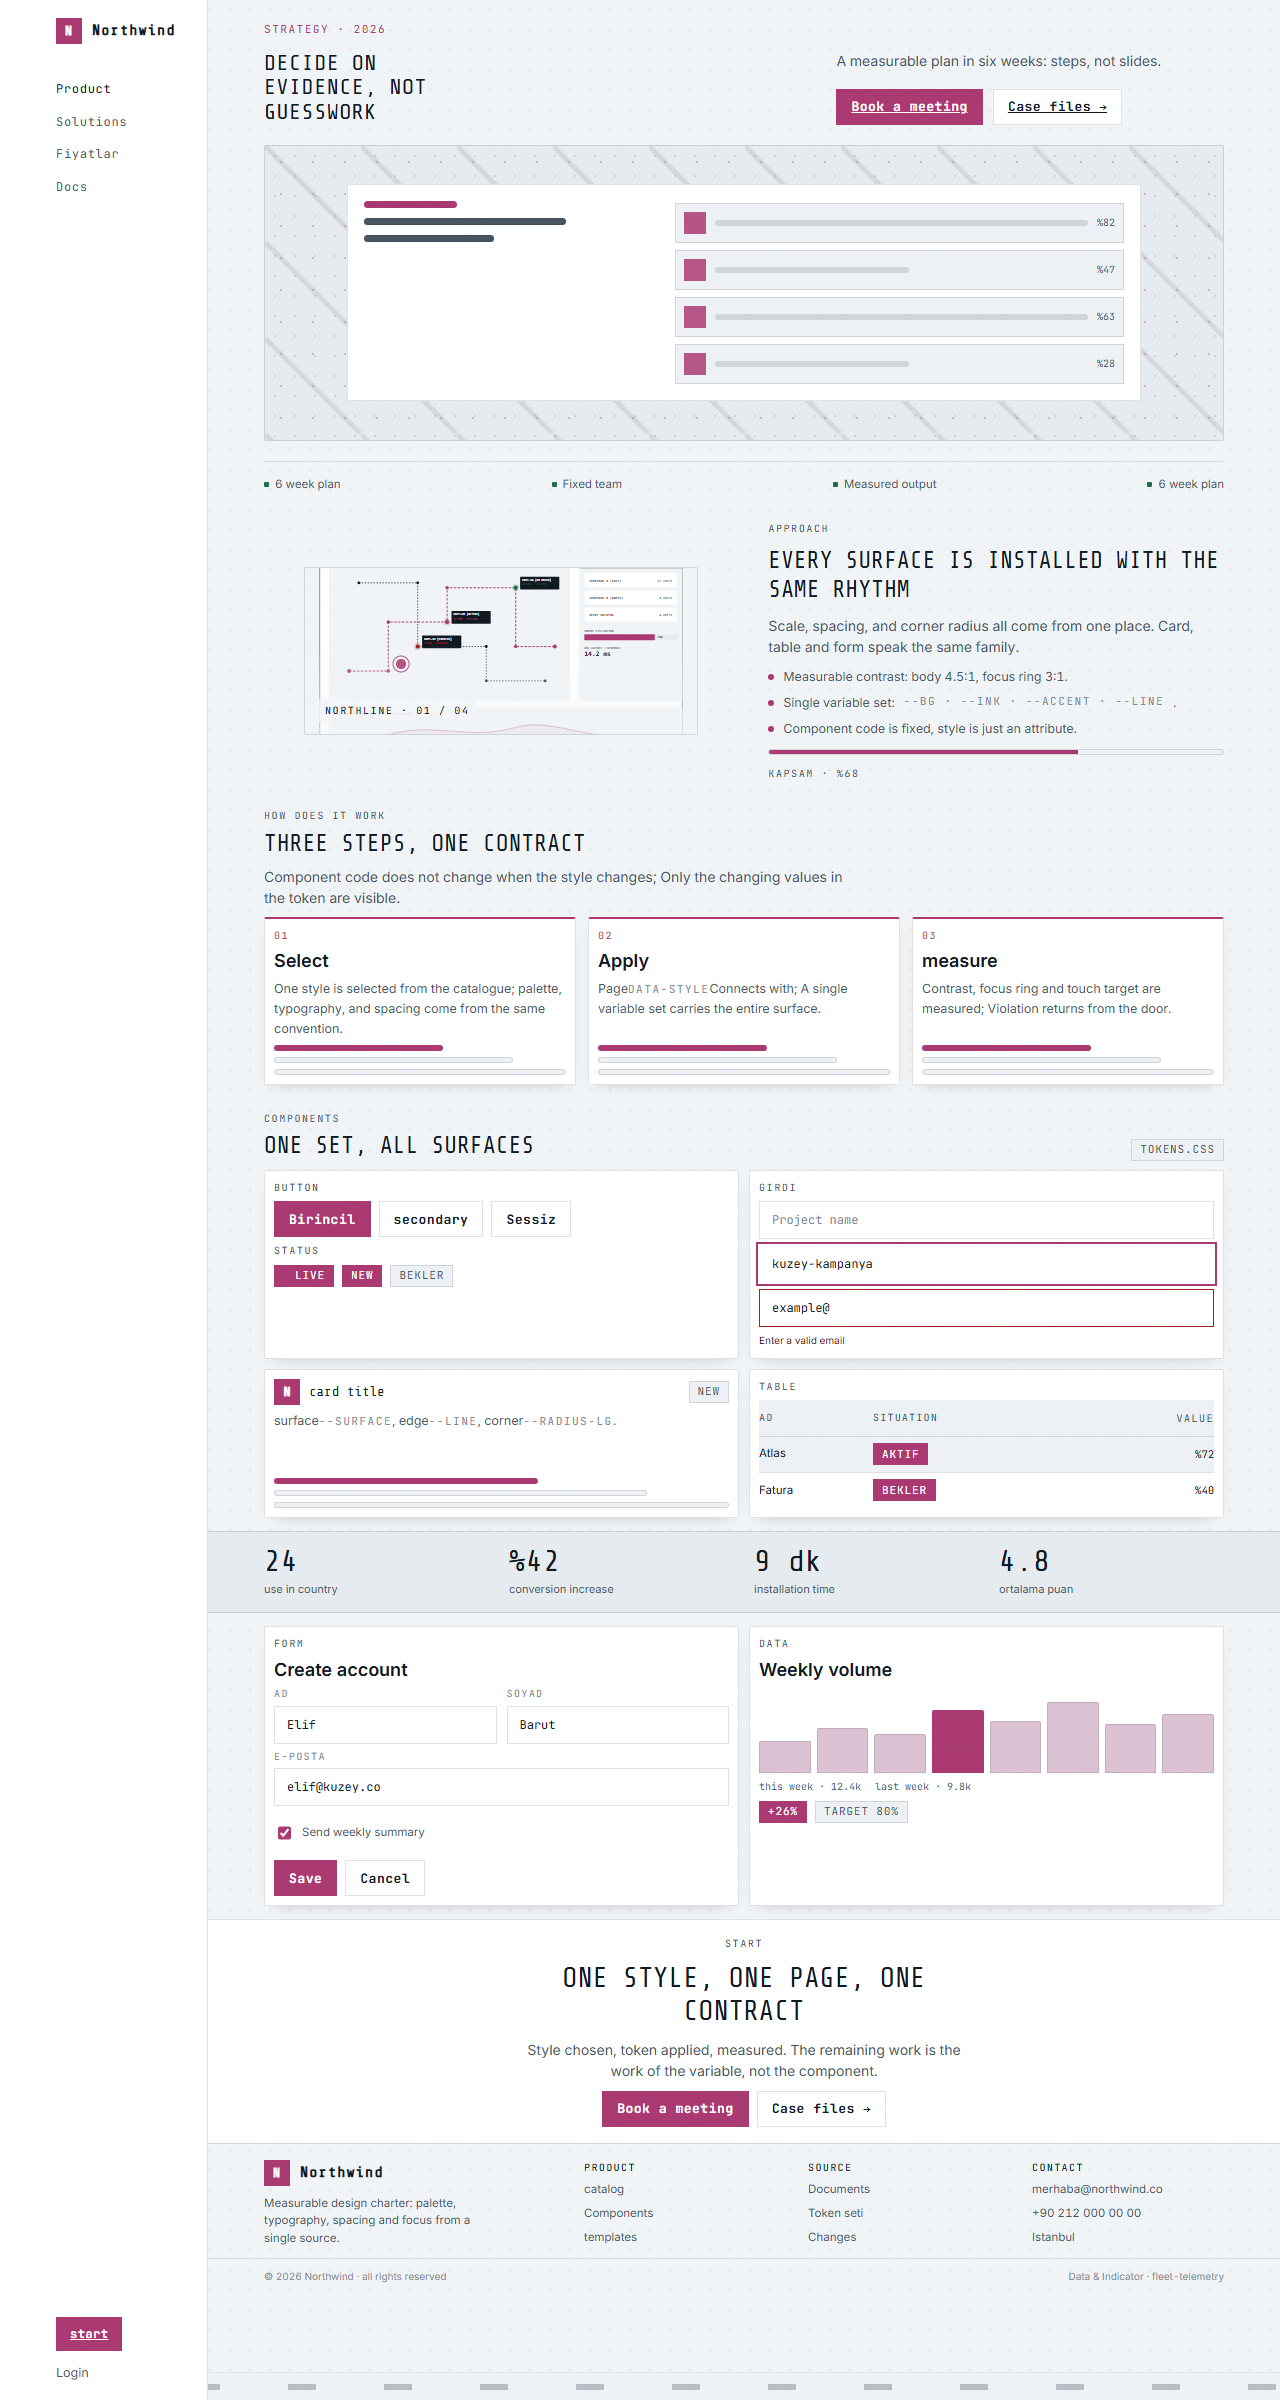 N Northwind
Product
Solutions
Fiyatlar
Docs
STRATEGY · 2026
DECIDE ON
EVIDENCE, NOT
GUESSWORK
A measurable plan in six weeks: steps, not slides.
Book a meeting
Case files →
%82
%47
%63
%28
6 week plan
Fixed team
Measured output
6 week plan
14.2 ms
NORTHLINE · 01 / 04
APPROACH
EVERY SURFACE IS INSTALLED WITH THE
SAME RHYTHM
Scale, spacing, and corner radius all come from one place. Card,
table and form speak the same family.
Measurable contrast: body 4.5:1, focus ring 3:1.
Single variable set: --BG · --INK · --ACCENT · --LINE .
Component code is fixed, style is just an attribute.
KAPSAM · %68
HOW DOES IT WORK
THREE STEPS, ONE CONTRACT
Component code does not change when the style changes; Only the changing values in
the token are visible.
01
Select
One style is selected from the catalogue; palette,
typography, and spacing come from the same
convention.
02
Apply
PageDATA-STYLEConnects with; A single
variable set carries the entire surface.
03
measure
Contrast, focus ring and touch target are
measured; Violation returns from the door.
COMPONENTS
ONE SET, ALL SURFACES
TOKENS.CSS
BUTTON
Birincil
secondary
Sessiz
STATUS
LIVE
NEW
BEKLER
GIRDI
Project name
kuzey-kampanya
example@
Enter a valid email
N card title
NEW
surface--SURFACE, edge--LINE, corner--RADIUS-LG.
TABLE
AD SITUATION VALUE
Atlas AKTIF %72
Fatura BEKLER %40
24
use in country
%42
conversion increase
9 dk
installation time
4.8
ortalama puan
FORM
Create account
AD
Elif
SOYAD
Barut
E-POSTA
elif@kuzey.co
Send weekly summary
Save
Cancel
DATA
Weekly volume
this week · 12.4k last week · 9.8k
+26%
TARGET 80%
START
ONE STYLE, ONE PAGE, ONE
CONTRACT
Style chosen, token applied, measured. The remaining work is the
work of the variable, not the component.
Book a meeting
Case files →
N Northwind
Measurable design charter: palette,
typography, spacing and focus from a
single source.
PRODUCT
catalog
Components
templates
SOURCE
Documents
Token seti
Changes
CONTACT
merhaba@northwind.co
+90 212 000 00 00
Istanbul
© 2026 Northwind · all rights reserved
Data & Indicator · fleet-telemetry
start
Login